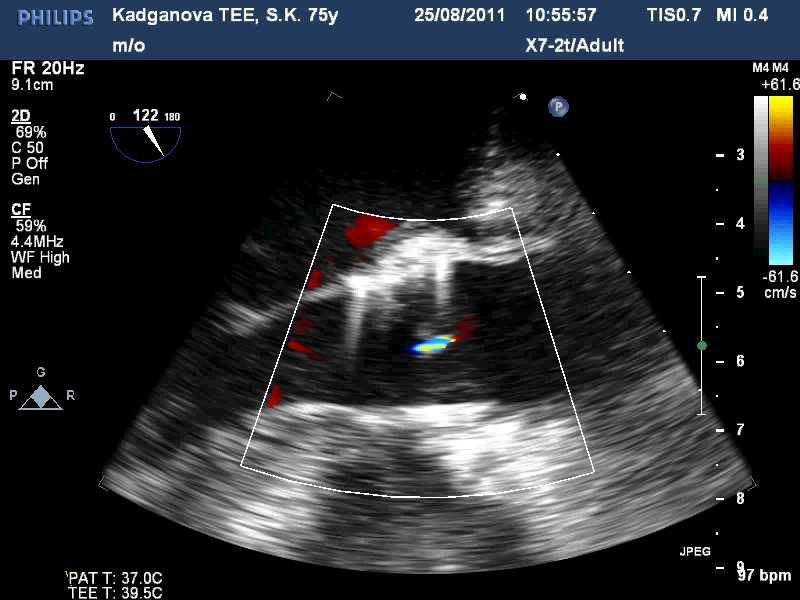 PHILIPS Kadganova TEE, S.K. 75y 25/08/2011 10:55:57 TIS0.7 MI 0.4
m/o X7-2t/Adult
FR 20Hz
9.1cm
2D
69%
C 50
P Off
Gen
CF
59%
4.4MHz
WF High
Med
0 122 180
P
M4 M4
+61.6
-61.6
cm/s
3
4
5
6
7
8
9
G
P R
JPEG
97 bpm
PAT T: 37.0C
TEE T: 39.5C